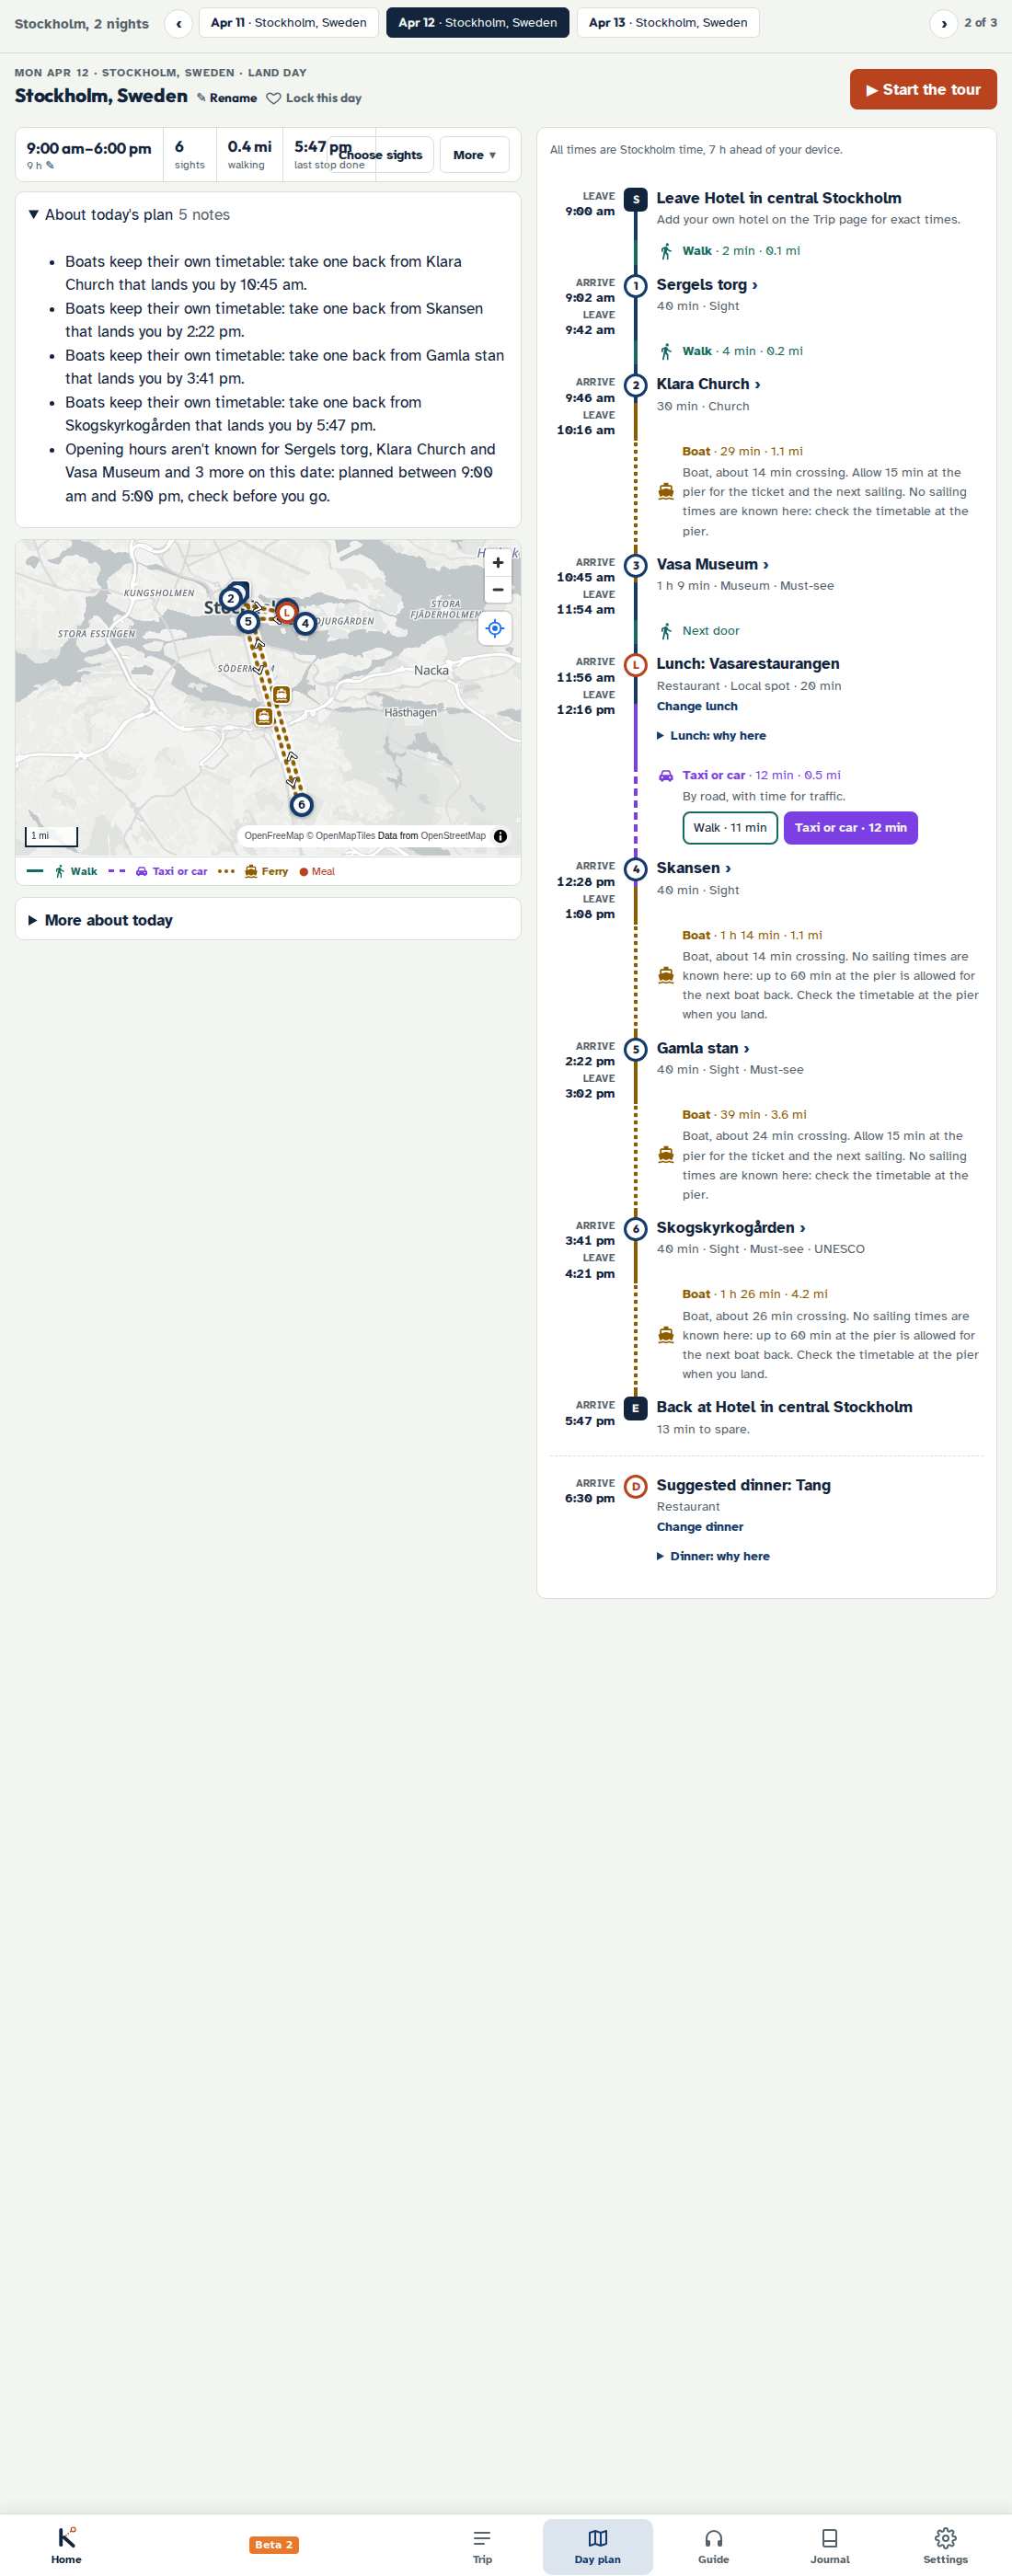 Stockholm, 2 nights
‹
Apr 11 · Stockholm, Sweden
Apr 12 · Stockholm, Sweden
Apr 13 · Stockholm, Sweden
›
2 of 3
MON APR 12 · STOCKHOLM, SWEDEN · LAND DAY
Stockholm, Sweden ✎ Rename ♡ Lock this day
▶ Start the tour
9:00 am–6:00 pm
9 h ✎
6
sights
0.4 mi
walking
5:47 pm
last stop done
Choose sights
More ▼
▼ About today's plan 5 notes
• Boats keep their own timetable: take one back from Klara
Church that lands you by 10:45 am.
• Boats keep their own timetable: take one back from Skansen
that lands you by 2:22 pm.
• Boats keep their own timetable: take one back from Gamla stan
that lands you by 3:41 pm.
• Boats keep their own timetable: take one back from
Skogskyrkogården that lands you by 5:47 pm.
• Opening hours aren't known for Sergels torg, Klara Church and
Vasa Museum and 3 more on this date: planned between 9:00
am and 5:00 pm, check before you go.
KUNGSHOLMEN
STORA ESSINGEN
STORA
FJÄDERHOLMEN
DJURGÅRDEN
Nacka
Hästhagen
2
L
5
4
6
+
−
1 mi
OpenFreeMap © OpenMapTiles Data from OpenStreetMap
Walk
Taxi or car
Ferry
Meal
▶ More about today
All times are Stockholm time, 7 h ahead of your device.
LEAVE
9:00 am
S
Leave Hotel in central Stockholm
Add your own hotel on the Trip page for exact times.
Walk · 2 min · 0.1 mi
ARRIVE
9:02 am
LEAVE
9:42 am
1
Sergels torg ›
40 min · Sight
Walk · 4 min · 0.2 mi
ARRIVE
9:46 am
LEAVE
10:16 am
2
Klara Church ›
30 min · Church
Boat · 29 min · 1.1 mi
Boat, about 14 min crossing. Allow 15 min at the
pier for the ticket and the next sailing. No sailing
times are known here: check the timetable at the
pier.
ARRIVE
10:45 am
LEAVE
11:54 am
3
Vasa Museum ›
1 h 9 min · Museum · Must-see
Next door
ARRIVE
11:56 am
LEAVE
12:16 pm
L
Lunch: Vasarestaurangen
Restaurant · Local spot · 20 min
Change lunch
▶ Lunch: why here
Taxi or car · 12 min · 0.5 mi
By road, with time for traffic.
Walk · 11 min
Taxi or car · 12 min
ARRIVE
12:28 pm
LEAVE
1:08 pm
4
Skansen ›
40 min · Sight
Boat · 1 h 14 min · 1.1 mi
Boat, about 14 min crossing. No sailing times are
known here: up to 60 min at the pier is allowed for
the next boat back. Check the timetable at the pier
when you land.
ARRIVE
2:22 pm
LEAVE
3:02 pm
5
Gamla stan ›
40 min · Sight · Must-see
Boat · 39 min · 3.6 mi
Boat, about 24 min crossing. Allow 15 min at the
pier for the ticket and the next sailing. No sailing
times are known here: check the timetable at the
pier.
ARRIVE
3:41 pm
LEAVE
4:21 pm
6
Skogskyrkogården ›
40 min · Sight · Must-see · UNESCO
Boat · 1 h 26 min · 4.2 mi
Boat, about 26 min crossing. No sailing times are
known here: up to 60 min at the pier is allowed for
the next boat back. Check the timetable at the pier
when you land.
ARRIVE
5:47 pm
E
Back at Hotel in central Stockholm
13 min to spare.
ARRIVE
6:30 pm
D
Suggested dinner: Tang
Restaurant
Change dinner
▶ Dinner: why here
Home
Beta 2
Trip
Day plan
Guide
Journal
Settings